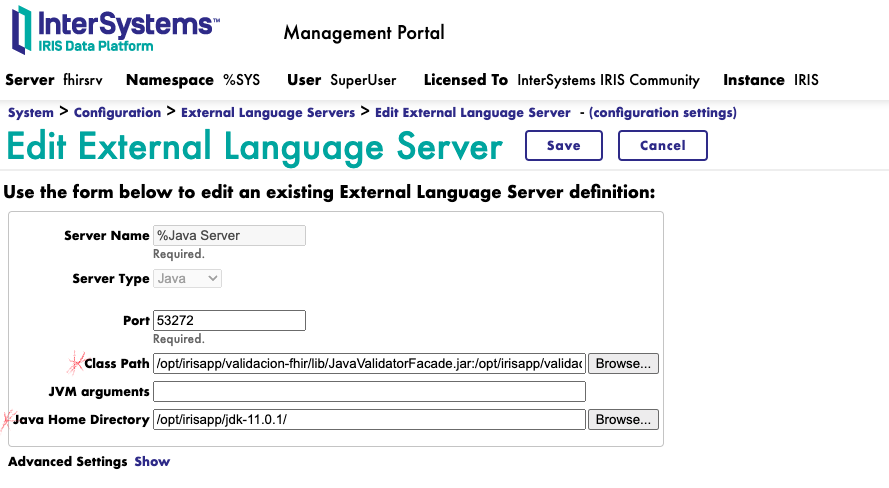 InterSystems™
IRIS Data Platform
Management Portal
Server fhirsrv Namespace %SYS User SuperUser Licensed To InterSystems IRIS Community Instance IRIS
System > Configuration > External Language Servers > Edit External Language Server - (configuration settings)
Edit External Language Server Save Cancel
Use the form below to edit an existing External Language Server definition:
Server Name %Java Server
Required.
Server Type Java
Port 53272
Required.
Class Path /opt/irisapp/validacion-fhir/lib/JavaValidatorFacade.jar:/opt/irisapp/validac Browse...
JVM arguments
Java Home Directory /opt/irisapp/jdk-11.0.1/ Browse...
Advanced Settings Show